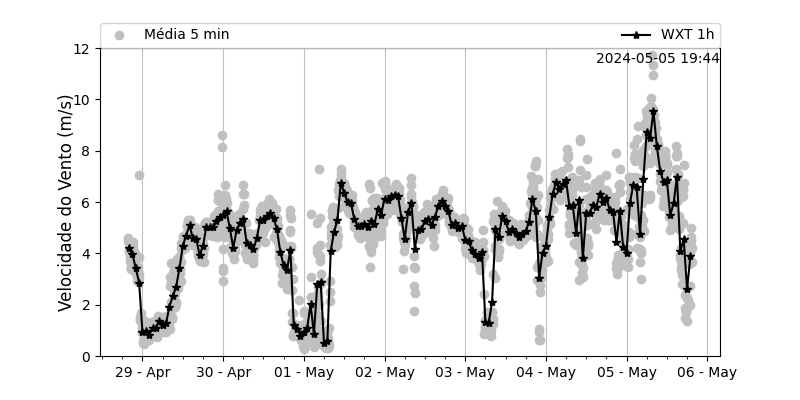 Média 5 min
WXT 1h
2024-05-05 19:44
Velocidade do Vento (m/s)
12
10
8
6
4
2
0
29 - Apr
30 - Apr
01 - May
02 - May
03 - May
04 - May
05 - May
06 - May